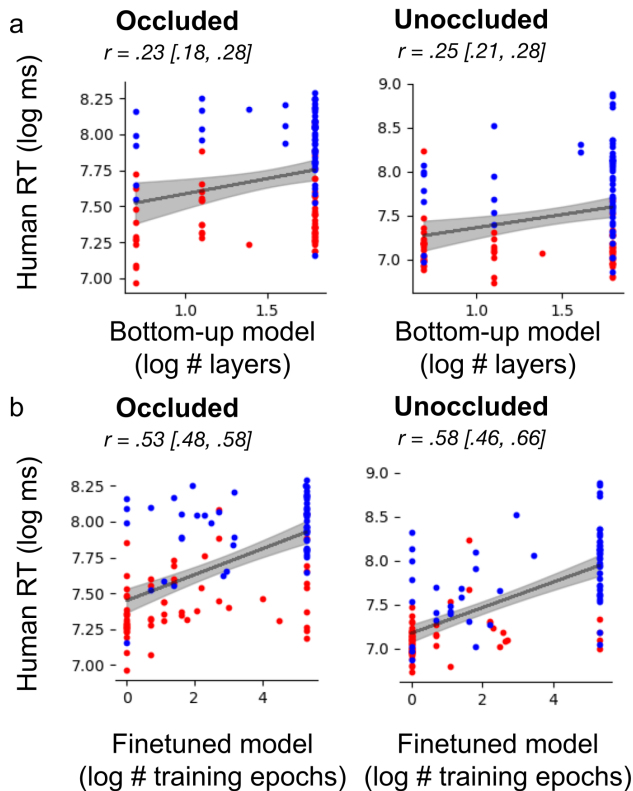 a
Occluded
Unoccluded
r = .23 [.18, .28]
r = .25 [.21, .28]
Human RT (log ms)
8.25
8.00
7.75
7.50
7.25
7.00
1.0
1.5
9.0
8.5
8.0
7.5
7.0
1.0
1.5
Bottom-up model
(log # layers)
Bottom-up model
(log # layers)
b
Occluded
Unoccluded
r = .53 [.48, .58]
r = .58 [.46, .66]
Human RT (log ms)
8.25
8.00
7.75
7.50
7.25
7.00
0
2
4
9.0
8.5
8.0
7.5
7.0
0
2
4
Finetuned model
(log # training epochs)
Finetuned model
(log # training epochs)